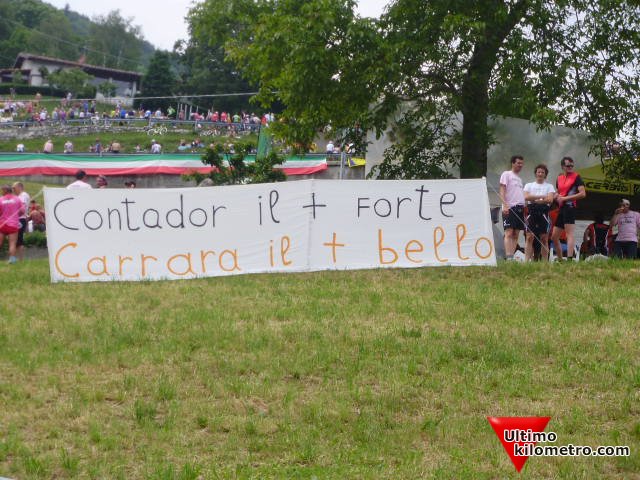 Contador il + Forte
Carrara il + bello
Ultimo
kilometro.com